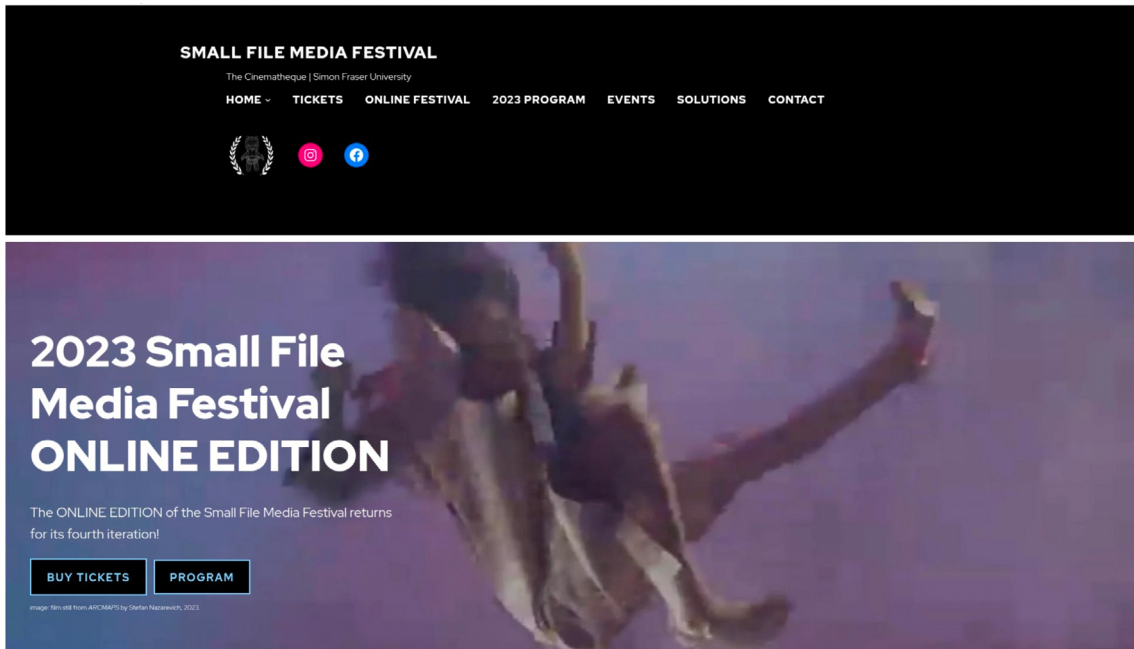 SMALL FILE MEDIA FESTIVAL
The Cinematheque | Simon Fraser University
HOME TICKETS ONLINE FESTIVAL 2023 PROGRAM EVENTS SOLUTIONS CONTACT
2023 Small File
Media Festival
ONLINE EDITION
The ONLINE EDITION of the Small File Media Festival returns
for its fourth iteration!
BUY TICKETS PROGRAM
image: film still from ARCMAPS by Stefan Nazarevich, 2023.